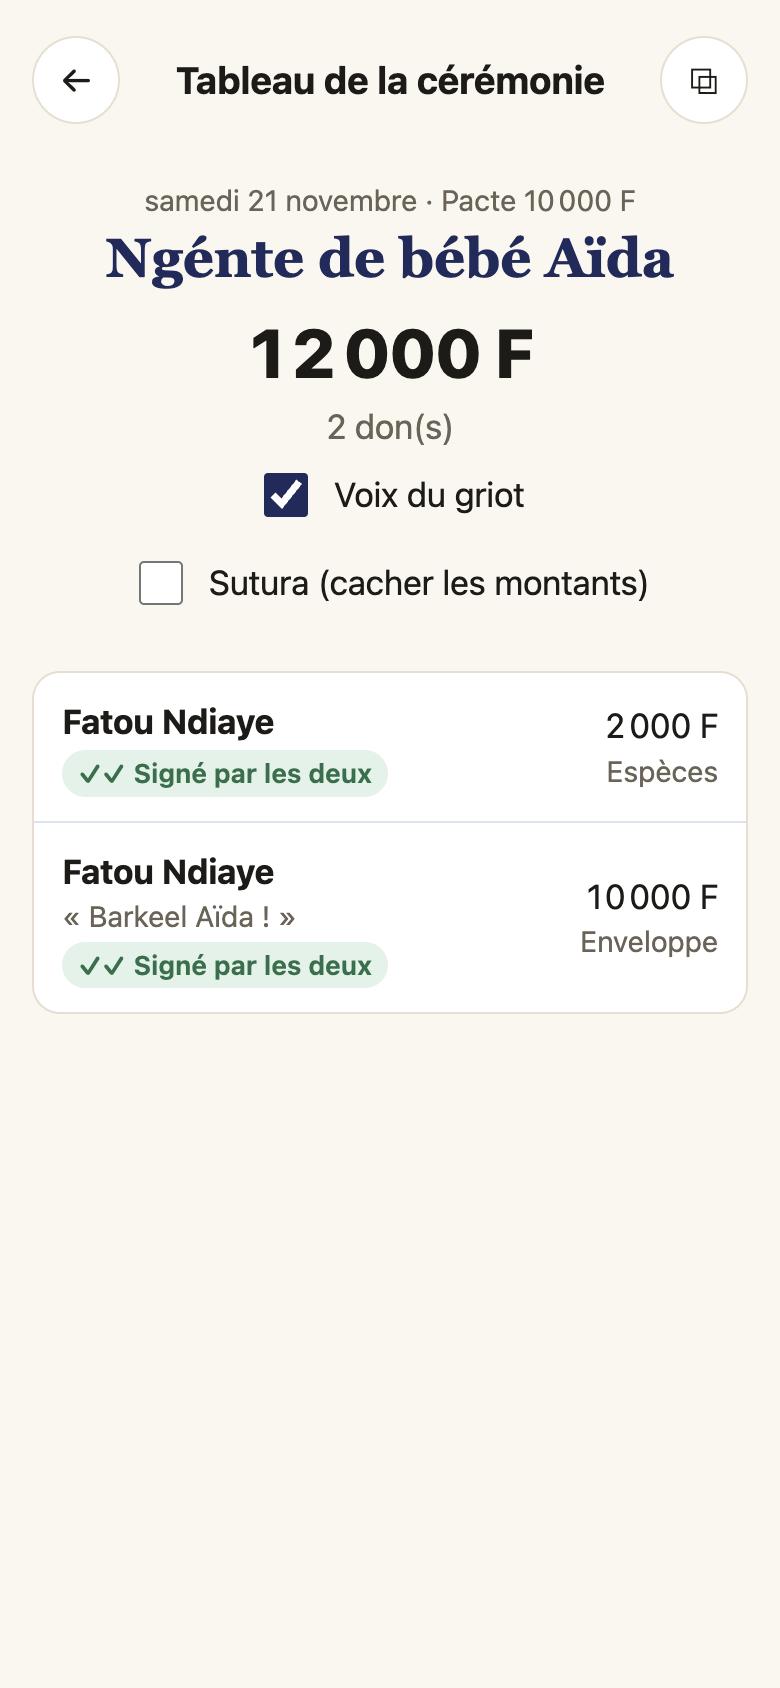 Tableau de la cérémonie
samedi 21 novembre · Pacte 10 000 F
Ngénte de bébé Aïda
12 000 F
2 don(s)
Voix du griot
Sutura (cacher les montants)
Fatou Ndiaye
2 000 F
✓✓ Signé par les deux
Espèces
Fatou Ndiaye
10 000 F
« Barkeel Aïda ! »
Enveloppe
✓✓ Signé par les deux